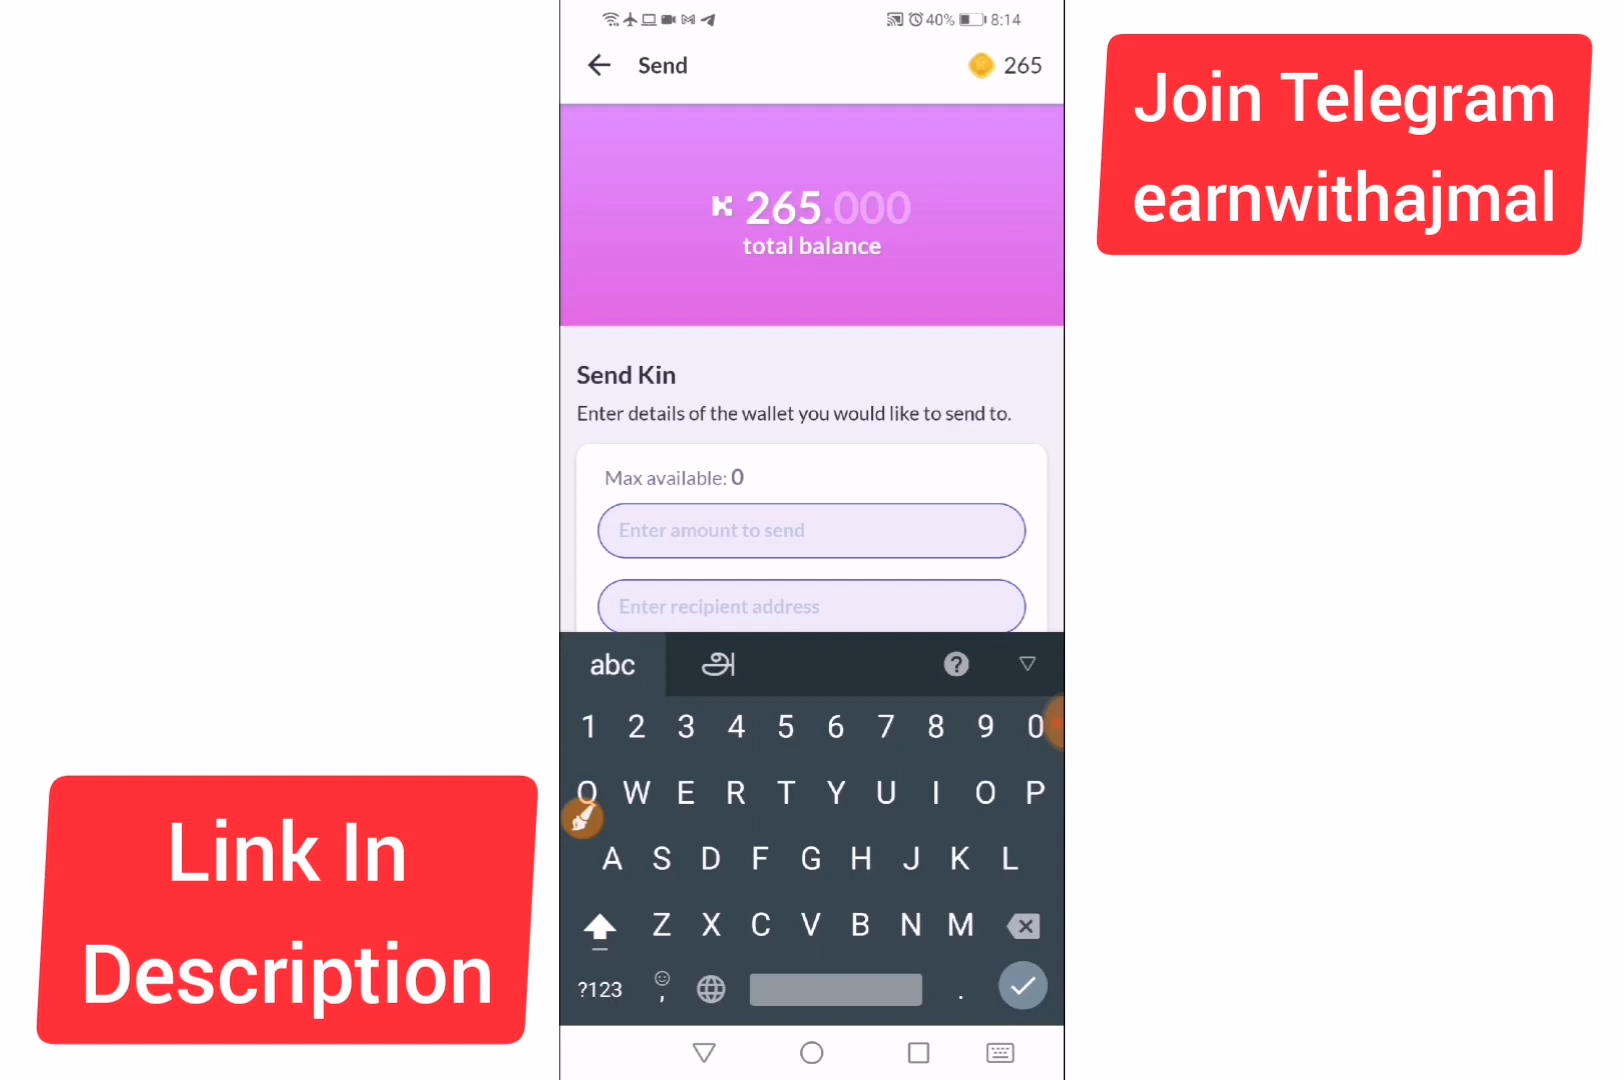 40% 8:14
Send
265
Join Telegram
earnwithajmal
265.000
total balance
Send Kin
Enter details of the wallet you would like to send to.
Max available: 0
Enter amount to send
Enter recipient address
abc அ ?
1 2 3 4 5 6 7 8 9 0
Q W E R T Y U I O P
A S D F G H J K L
Z X C V B N M
?123 , .
Link In
Description